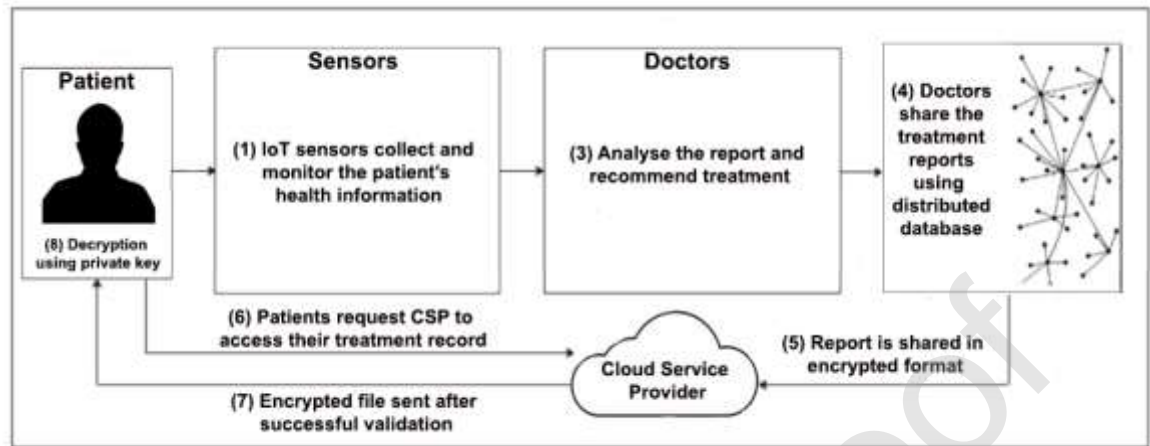 Patient
(8) Decryption
using private key
Sensors
(1) IoT sensors collect and
monitor the patient's
health information
Doctors
(3) Analyse the report and
recommend treatment
(4) Doctors
share the
treatment
reports
using
distributed
database
(5) Report is shared in
encrypted format
Cloud Service
Provider
(6) Patients request CSP to
access their treatment record
(7) Encrypted file sent after
successful validation